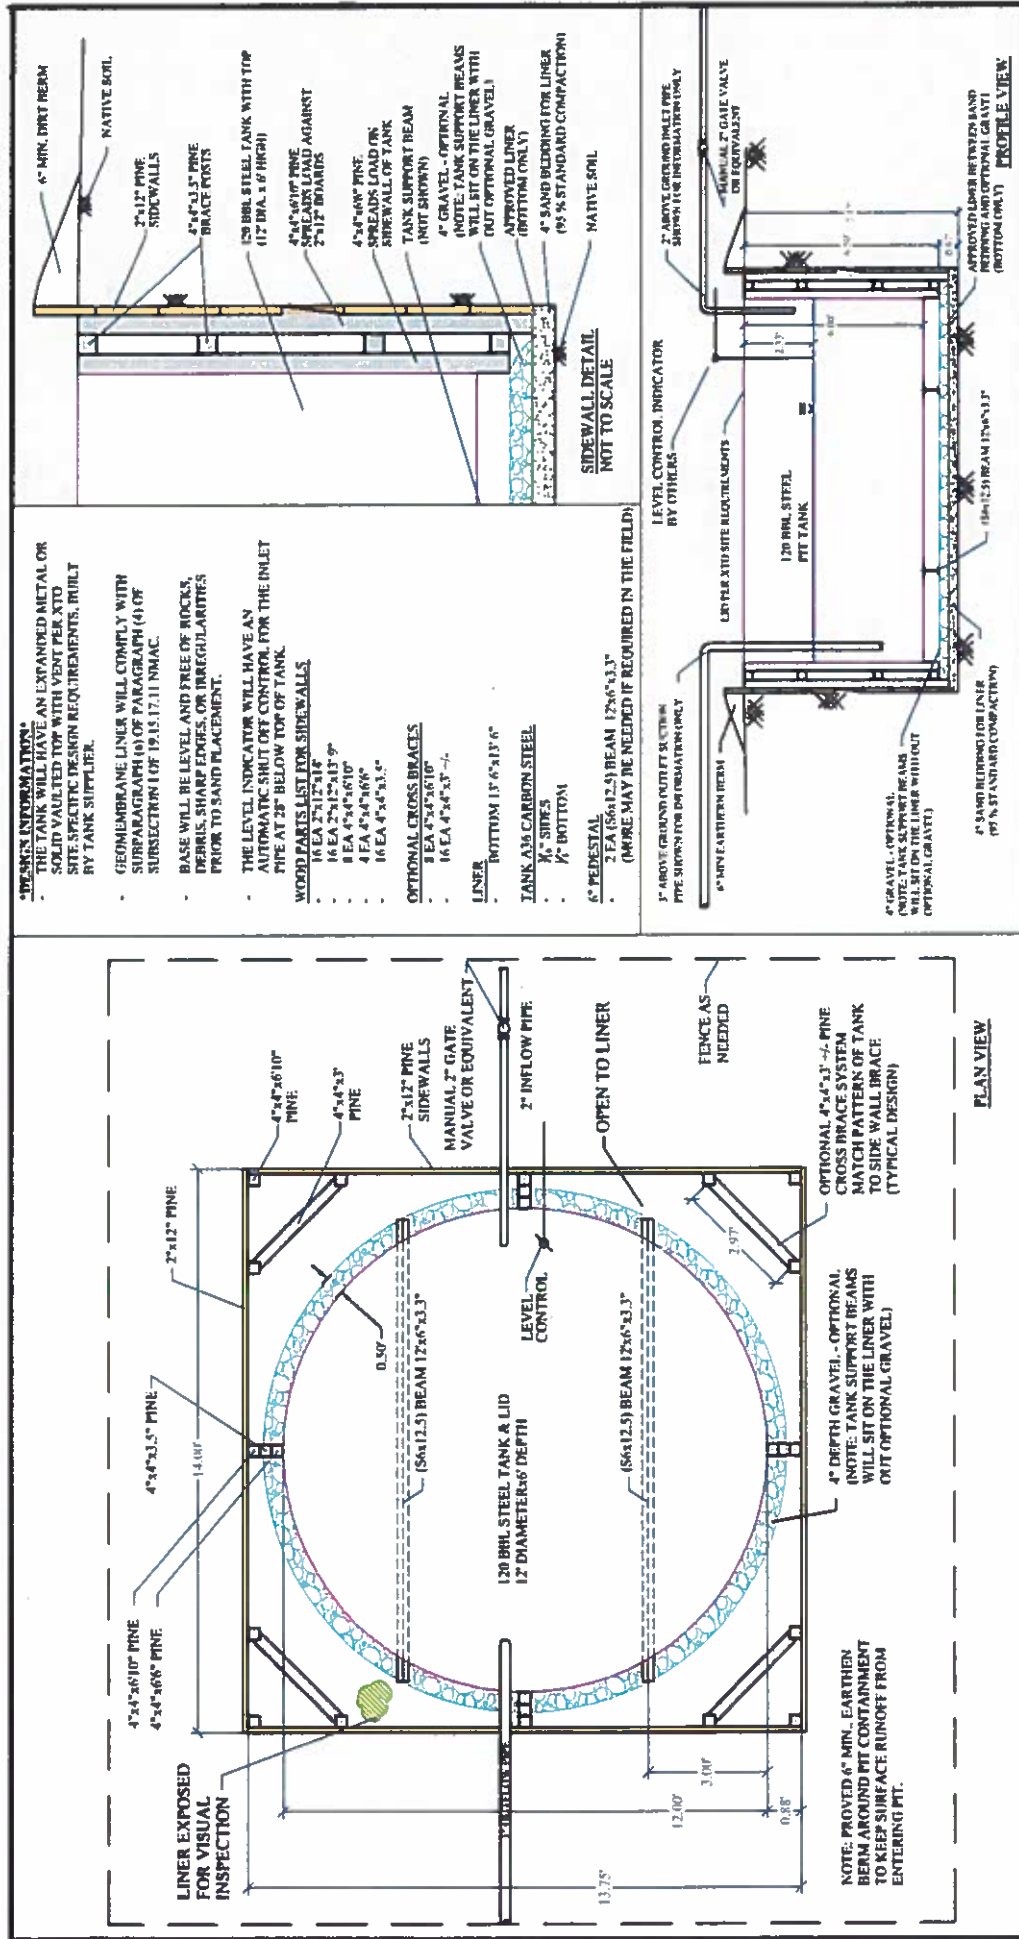 *DESIGN INFORMATION*
- THE TANK WILL HAVE AN EXPANDED METAL OR
SOLID VAULTED TOP WITH VENT PER XTO
SITE SPECIFIC DESIGN REQUIREMENTS, BUILT
BY TANK SUPPLIER.
- GEOMEMBRANE LINER WILL COMPLY WITH
SUBPARAGRAPH (a) OF PARAGRAPH (4) OF
SUBSECTION I OF 19.15.17.11 NMAC.
- BASE WILL BE LEVEL AND FREE OF ROCKS,
DEBRIS, SHARP EDGES, OR IRREGULARITIES
PRIOR TO SAND PLACEMENT.
- THE LEVEL INDICATOR WILL HAVE AN
AUTOMATIC SHUT OFF CONTROL FOR THE INLET
PIPE AT 28" BELOW TOP OF TANK.
WOOD PARTS LIST FOR SIDEWALLS
- 16 EA 2"x12"x14'
- 16 EA 2"x12"x13' 9"
- 8 EA 4"x4"x6'10"
- 4 EA 4"x4"x6'6"
- 16 EA 4"x4"x3.5"
OPTIONAL CROSS BRACES
- 8 EA 4"x4"x6'10"
- 16 EA 4"x4"x3' +/-
LINER
- BOTTOM 13' 6"x13' 6"
TANK A36 CARBON STEEL
" SIDES
" BOTTOM
6" PEDESTAL
- 2 EA (S6x12.5) BEAM 12'x6"x3.3"
(MORE MAY BE NEEDED IF REQUIRED IN THE FIELD)
6" MIN. DIRT BERM
NATIVE SOIL
2"x12" PINE
SIDEWALLS
4"x4"x3.5" PINE
BRACE POSTS
120 BBL STEEL TANK WITH TOP
(12' DIA. x 6' HIGH)
4"x4"x6'10" PINE
SPREADS LOAD AGAINST
2"x12" BOARDS
4"x4"x6'6" PINE
SPREADS LOAD ON
SIDEWALL OF TANK
TANK SUPPORT BEAM
(NOT SHOWN)
4" GRAVEL - OPTIONAL
(NOTE: TANK SUPPORT BEAMS
WILL SIT ON THE LINER WITH
OUT OPTIONAL GRAVEL)
APPROVED LINER
(BOTTOM ONLY)
4" SAND BEDDING FOR LINER
(95 % STANDARD COMPACTION)
NATIVE SOIL
SIDEWALL DETAIL
NOT TO SCALE
LINER EXPOSED
FOR VISUAL
INSPECTION
4"x4"x6'10" PINE
4"x4"x6'6" PINE
4"x4"x3.5" PINE
2"x12" PINE
14.00'
4"x4"x6'10"
PINE
4"x4"x3'
PINE
2"x12" PINE
SIDEWALLS
MANUAL 2" GATE
VALVE OR EQUIVALENT
2" INFLOW PIPE
OPEN TO LINER
FENCE AS
NEEDED
0.50'
(S6x12.5) BEAM 12'x6"x3.3"
120 BBL STEEL TANK & LID
12' DIAMETERx6' DEPTH
LEVEL
CONTROL
(S6x12.5) BEAM 12'x6"x3.3"
3" OUTFLOW PIPE
13.75'
12.00'
3.00'
0.88'
2.97'
OPTIONAL 4"x4"x3' +/- PINE
CROSS BRACE SYSTEM
MATCH PATTERN OF TANK
TO SIDE WALL BRACE
(TYPICAL DESIGN)
4" DEPTH GRAVEL - OPTIONAL
(NOTE: TANK SUPPORT BEAMS
WILL SIT ON THE LINER WITH
OUT OPTIONAL GRAVEL)
NOTE: PROVED 6" MIN. EARTHEN
BERM AROUND PIT CONTAINMENT
TO KEEP SURFACE RUNOFF FROM
ENTERING PIT.
PLAN VIEW
3" ABOVE GROUND OUTLET SUCTION
PIPE SHOWN FOR INFORMATION ONLY
6" MIN EARTHEN BERM
LEVEL CONTROL INDICATOR
BY OTHERS
LID PER XTO SITE REQUIREMENTS
120 BBL STEEL
PIT TANK
2" ABOVE GROUND INLET PIPE
SHOWN FOR INFORMATION ONLY
MANUAL 2" GATE VALVE
OR EQUIVALENT
2.33'
6.00'
0.67'
4" GRAVEL - (OPTIONAL
(NOTE: TANK SUPPORT BEAMS
WILL SIT ON THE LINER WITH OUT
OPTIONAL GRAVEL)
4" SAND BEDDING FOR LINER
(95 % STANDARD COMPACTION)
(S6x12.5) BEAM 12'x6"x3.3"
APPROVED LINER BETWEEN SAND
BEDDING AND OPTIONAL GRAVEL
(BOTTOM ONLY)
PROFILE VIEW